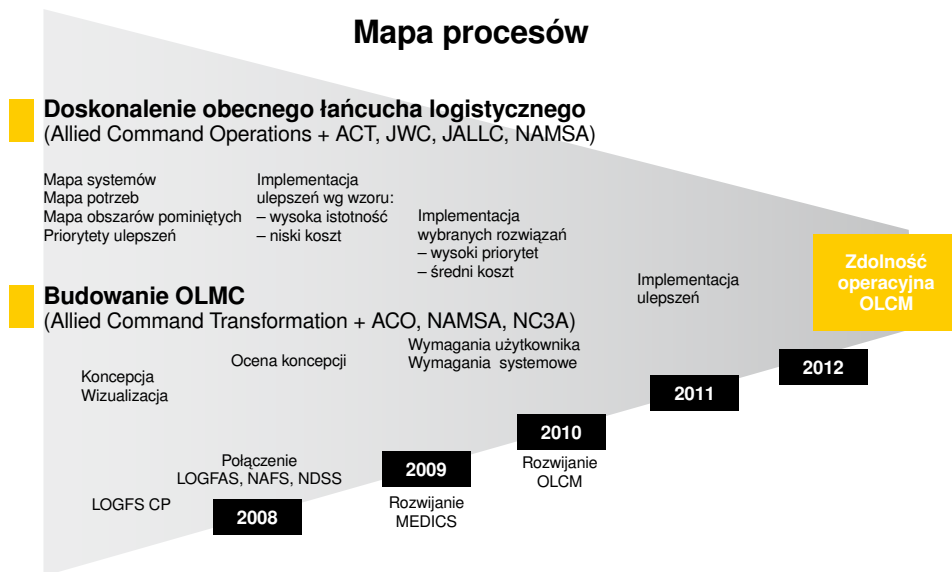 Mapa procesów
Doskonalenie obecnego łańcucha logistycznego
(Allied Command Operations + ACT, JWC, JALLC, NAMSA)
Mapa systemów
Mapa potrzeb
Mapa obszarów pominiętych
Priorytety ulepszeń
Implementacja
ulepszeń wg wzoru:
– wysoka istotność
– niski koszt
Implementacja
wybranych rozwiązań
– wysoki priorytet
– średni koszt
Implementacja
ulepszeń
Zdolność
operacyjna
OLCM
Budowanie OLMC
(Allied Command Transformation + ACO, NAMSA, NC3A)
Koncepcja
Wizualizacja
Ocena koncepcji
Wymagania użytkownika
Wymagania systemowe
LOGFS CP
Połączenie
LOGFAS, NAFS, NDSS
2008
2009
Rozwijanie
MEDICS
2010
Rozwijanie
OLCM
2011
2012